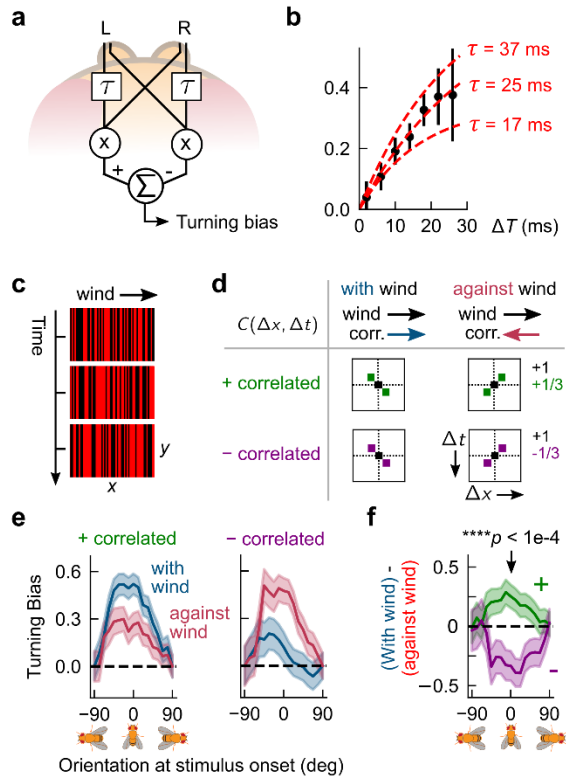 a
L R
τ τ
x x
+ -
Σ
Turning bias
b
0.4
0.2
0.0
0 10 20 30
ΔT (ms)
τ = 37 ms
τ = 25 ms
τ = 17 ms
c
wind
Time
y
x
d
with wind against wind
C(Δx, Δt)
wind wind
corr. corr.
+ correlated
+1
+1/3
− correlated
+1
-1/3
Δt
Δx
e
+ correlated − correlated
with
wind
against
wind
Turning Bias
0.6
0.3
0.0
−90 0 90 −90 0 90
Orientation at stimulus onset (deg)
f
****p < 1e-4
(With wind) -
(against wind)
0.5
0
−0.5
+
−
−90 0 90